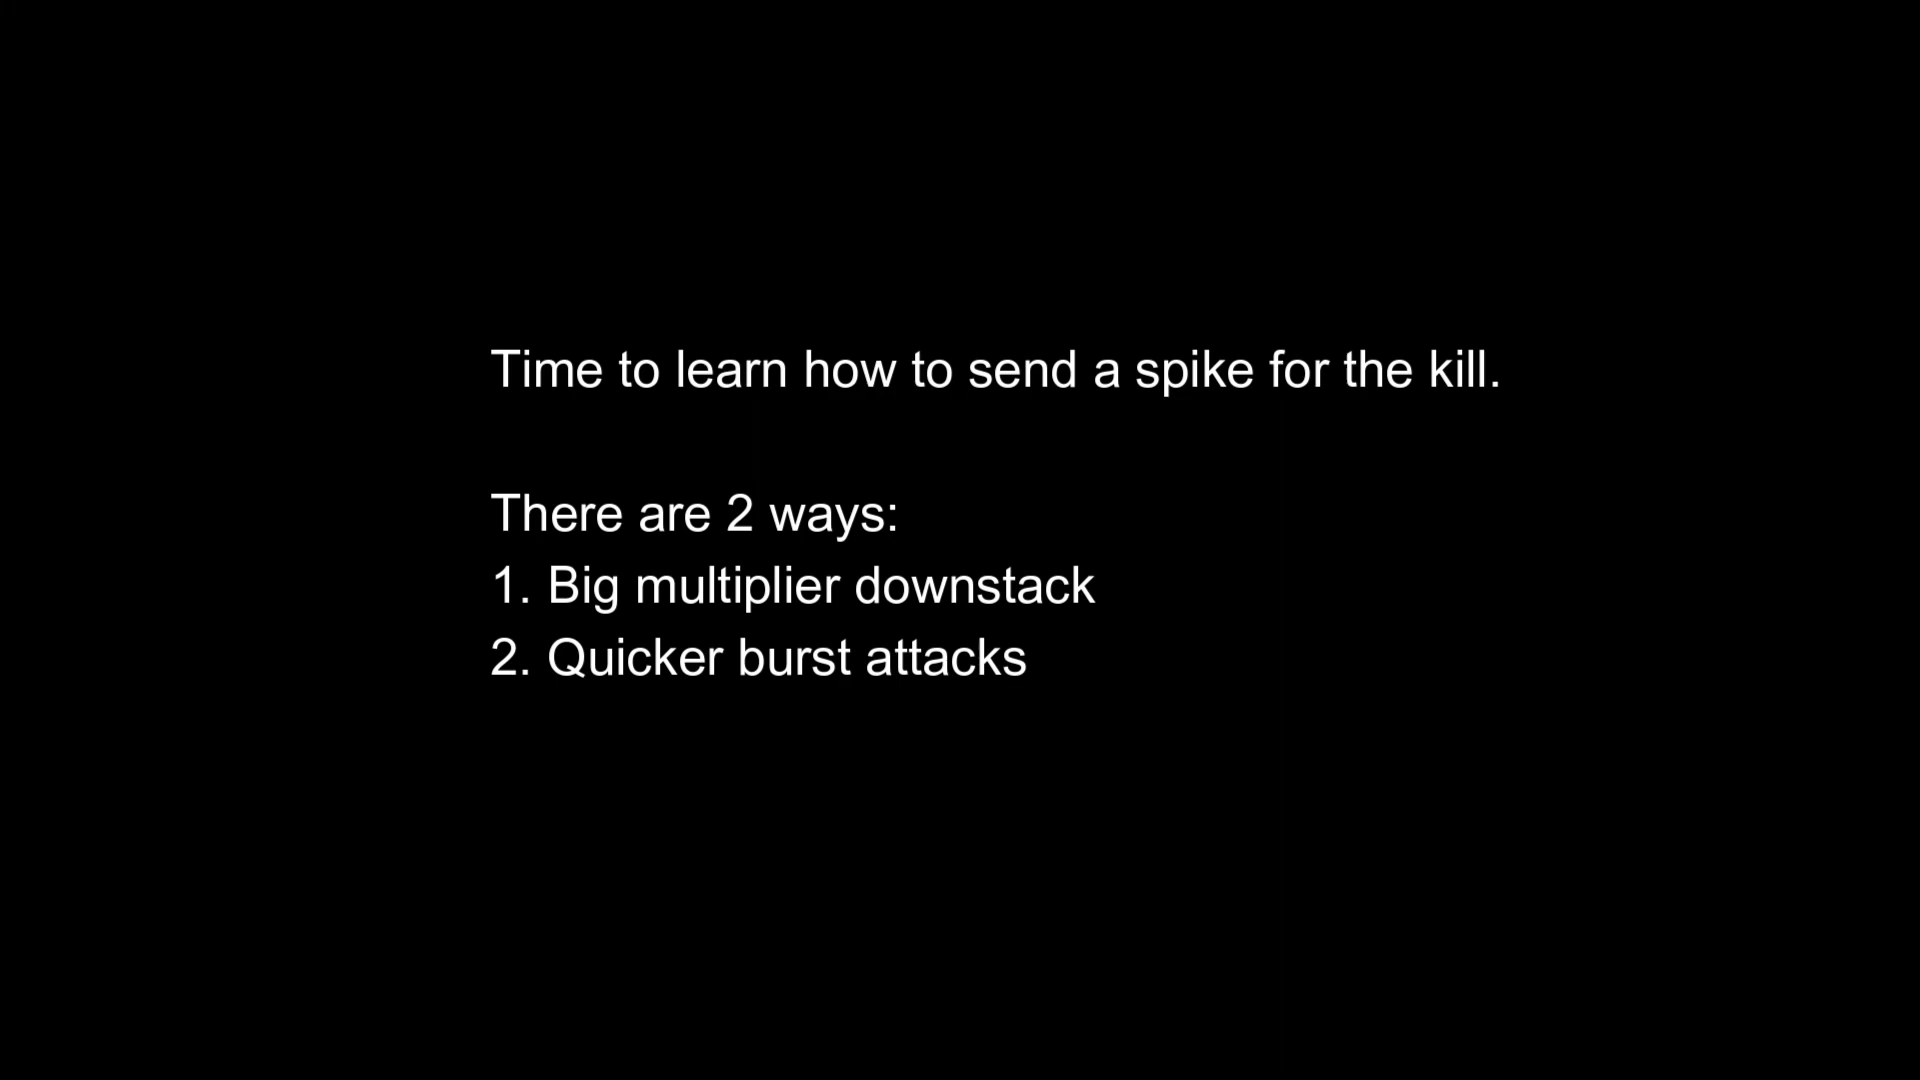 Time to learn how to send a spike for the kill.
There are 2 ways:
1. Big multiplier downstack
2. Quicker burst attacks